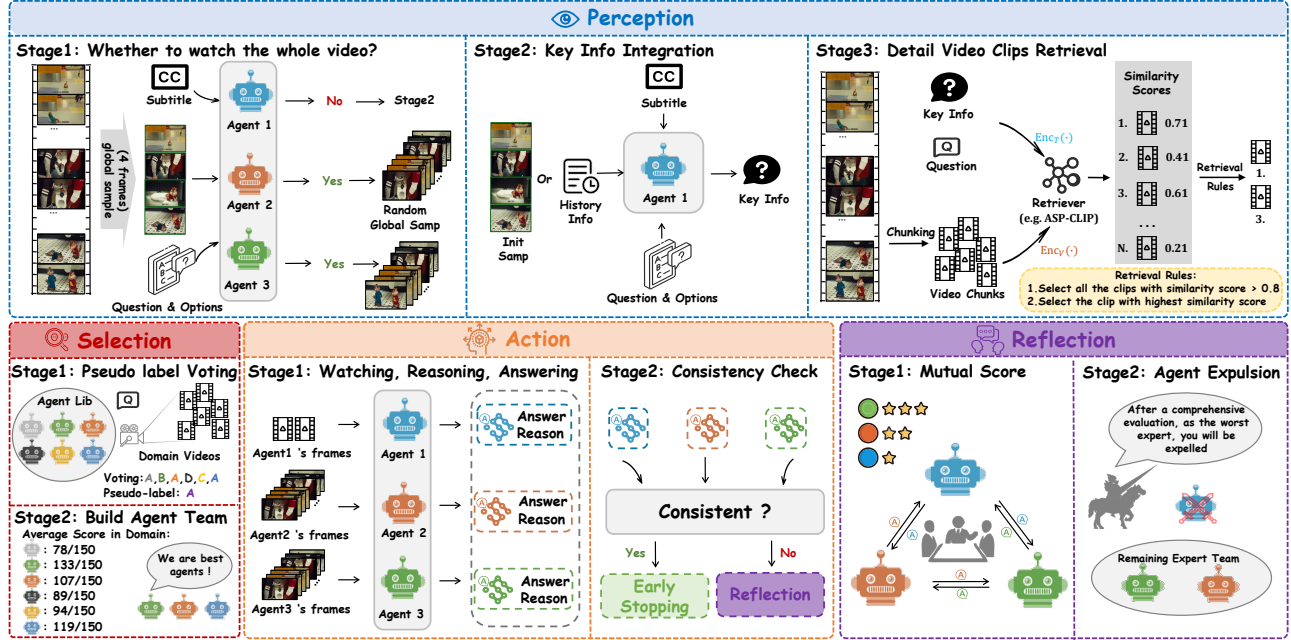 Perception
Stage1: Whether to watch the whole video?
CC
Subtitle
(4 frames)
global sample
...
...
Agent 1
Agent 2
Agent 3
No
Stage2
Yes
Random
Global Samp
Yes
A
B
C
?
Question & Options
Stage2: Key Info Integration
CC
Subtitle
Init
Samp
Or
History
Info
Agent 1
?
Key Info
A
B
C
?
Question & Options
Stage3: Detail Video Clips Retrieval
...
...
?
Key Info
Q
Question
Chunking
Video Chunks
Enc_T(·)
Enc_V(·)
Retriever
(e.g. ASP-CLIP)
Similarity
Scores
1. 0.71
2. 0.41
3. 0.61
...
N. 0.21
Retrieval
Rules
1.
3.
Retrieval Rules:
1.Select all the clips with similarity score > 0.8
2.Select the clip with highest similarity score
Selection
Stage1: Pseudo label Voting
Agent Lib
Q
Domain Videos
Voting:A,B,A,D,C,A
Pseudo-label: A
Stage2: Build Agent Team
Average Score in Domain:
: 78/150
: 133/150
: 107/150
: 89/150
: 94/150
: 119/150
We are best
agents !
Action
Stage1: Watching, Reasoning, Answering
Agent1 's frames
Agent2 's frames
Agent3 's frames
Agent 1
Agent 2
Agent 3
A
Answer
Reason
A
Answer
Reason
A
Answer
Reason
Stage2: Consistency Check
A
A
A
Consistent ?
Yes
No
Early
Stopping
Reflection
Reflection
Stage1: Mutual Score
A
A
A
A
A
A
Stage2: Agent Expulsion
After a comprehensive
evaluation, as the worst
expert, you will be
expelled
Remaining Expert Team